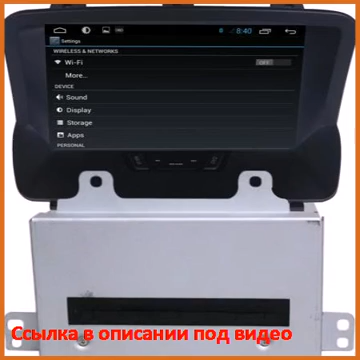 8:40
Settings
WIRELESS & NETWORKS
Wi-Fi OFF
More...
DEVICE
Sound
Display
Storage
Apps
PERSONAL
Ссылка в описании под видео